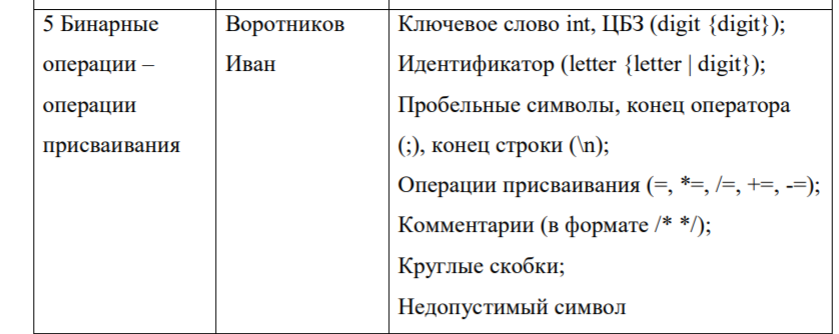 5 Бинарные
операции –
операции
присваивания
Воротников
Иван
Ключевое слово int, ЦБЗ (digit {digit});
Идентификатор (letter {letter | digit});
Пробельные символы, конец оператора
(;), конец строки (\n);
Операции присваивания (=, *=, /=, +=, -=);
Комментарии (в формате /* */);
Круглые скобки;
Недопустимый символ